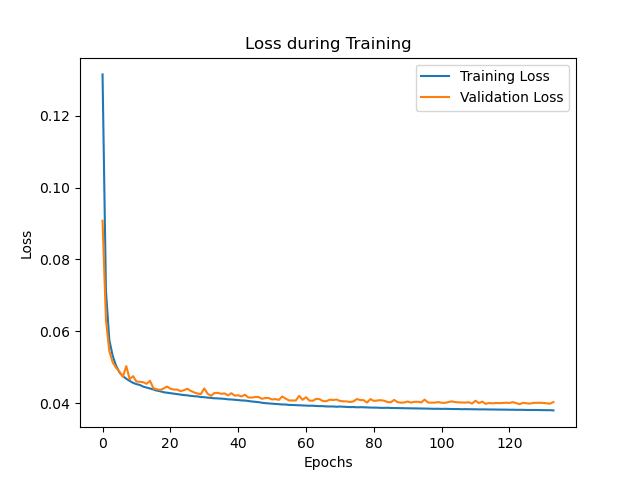 Loss during Training
Training Loss
Validation Loss
0.12
0.10
0.08
0.06
0.04
Loss
0 20 40 60 80 100 120
Epochs